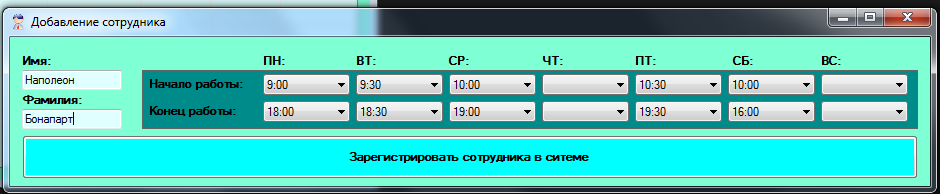 Добавление сотрудника
Имя: ПН: ВТ: СР: ЧТ: ПТ: СБ: ВС:
Наполеон
Начало работы: 9:00 9:30 10:00 10:30 10:00
Фамилия:
Конец работы: 18:00 18:30 19:00 19:30 16:00
Бонапарт
Зарегистрировать сотрудника в ситеме